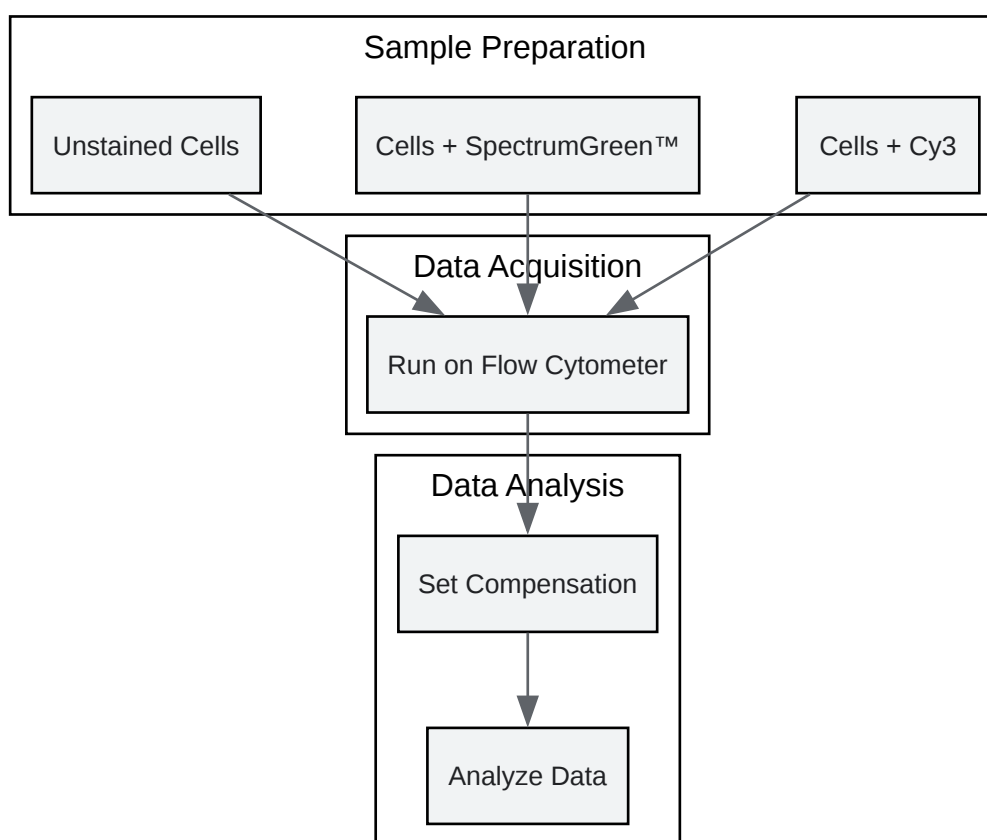 Sample Preparation
Unstained Cells
Cells + SpectrumGreen™
Cells + Cy3
Data Acquisition
Run on Flow Cytometer
Data Analysis
Set Compensation
Analyze Data